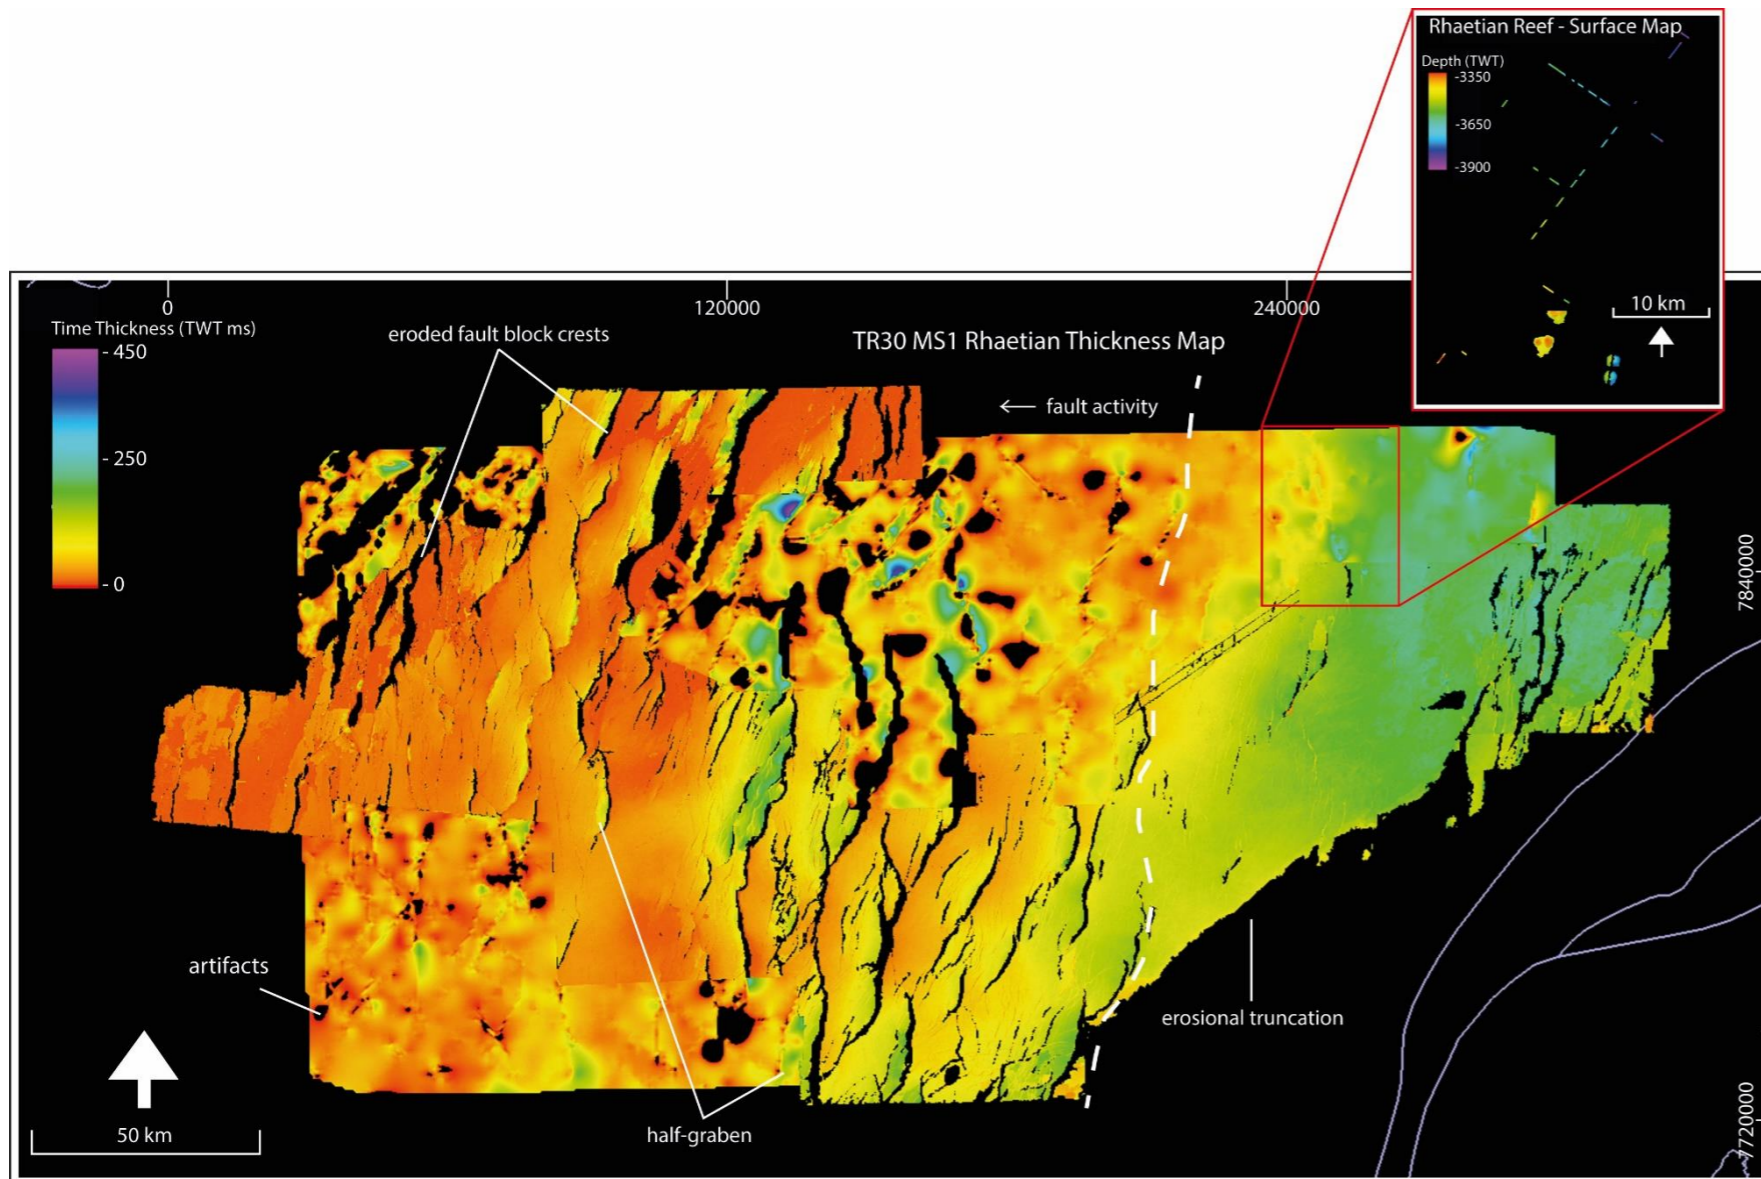 Rhaetian Reef - Surface Map
Depth (TWT)
-3350
-3650
-3900
10 km
0
120000
240000
Time Thickness (TWT ms)
- 450
- 250
- 0
eroded fault block crests
TR30 MS1 Rhaetian Thickness Map
← fault activity
7840000
artifacts
erosional truncation
50 km
half-graben
7720000